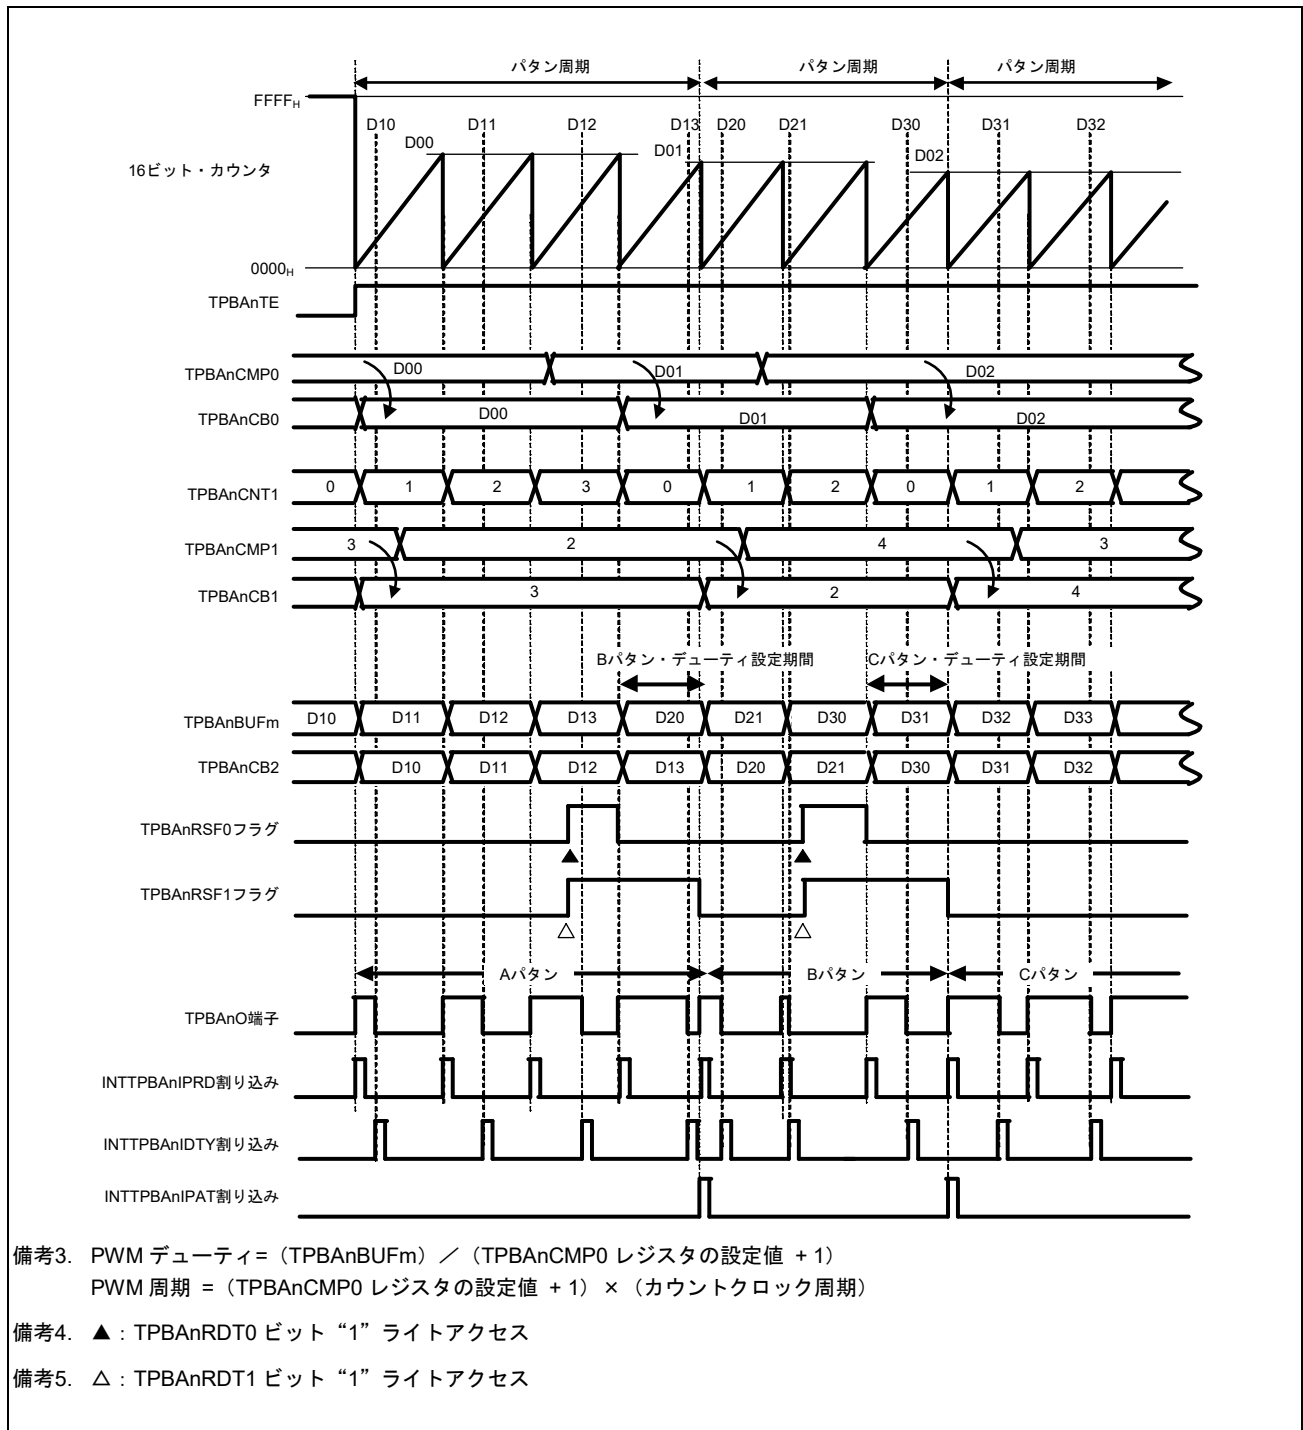 パタン周期 パタン周期 パタン周期
FFFFH
D10 D11 D12 D13 D20 D21 D30 D31 D32
D00 D01 D02
16ビット・カウンタ
0000H
TPBAnTE
TPBAnCMP0 D00 D01 D02
TPBAnCB0 D00 D01 D02
TPBAnCNT1 0 1 2 3 0 1 2 0 1 2
TPBAnCMP1 3 2 4 3
TPBAnCB1 3 2 4
Bパタン・デューティ設定期間 Cパタン・デューティ設定期間
TPBAnBUFm D10 D11 D12 D13 D20 D21 D30 D31 D32 D33
TPBAnCB2 D10 D11 D12 D13 D20 D21 D30 D31 D32
TPBAnRSF0フラグ
TPBAnRSF1フラグ
Aパタン Bパタン Cパタン
TPBAnO端子
INTTPBAnIPRD割り込み
INTTPBAnIDTY割り込み
INTTPBAnIPAT割り込み
備考3. PWM デューティ=(TPBAnBUFm)/(TPBAnCMP0 レジスタの設定値 + 1)
PWM 周期 =(TPBAnCMP0 レジスタの設定値 + 1)×(カウントクロック周期)
備考4. ▲:TPBAnRDT0 ビット“1”ライトアクセス
備考5. △:TPBAnRDT1 ビット“1”ライトアクセス